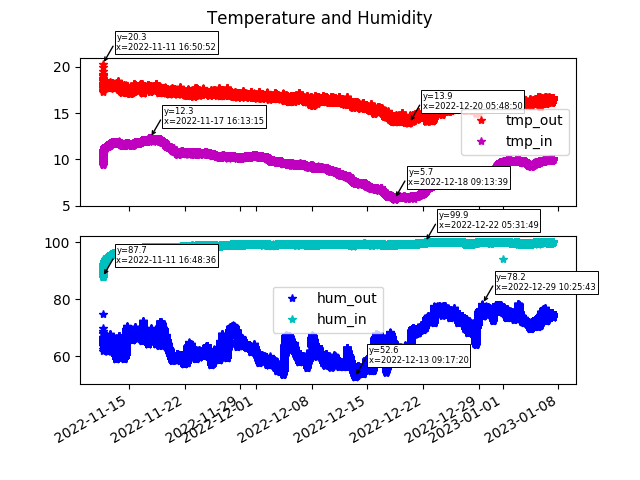 Temperature and Humidity
y=20.3
x=2022-11-11 16:50:52
20
15
10
5
y=12.3
x=2022-11-17 16:13:15
y=13.9
x=2022-12-20 05:48:50
tmp_out
tmp_in
y=5.7
x=2022-12-18 09:13:39
100
80
60
y=87.7
x=2022-11-11 16:48:36
y=99.9
x=2022-12-22 05:31:49
y=78.2
x=2022-12-29 10:25:43
hum_out
hum_in
y=52.6
x=2022-12-13 09:17:20
2022-11-15
2022-11-22
2022-11-29
2022-12-01
2022-12-08
2022-12-15
2022-12-22
2022-12-29
2023-01-01
2023-01-08